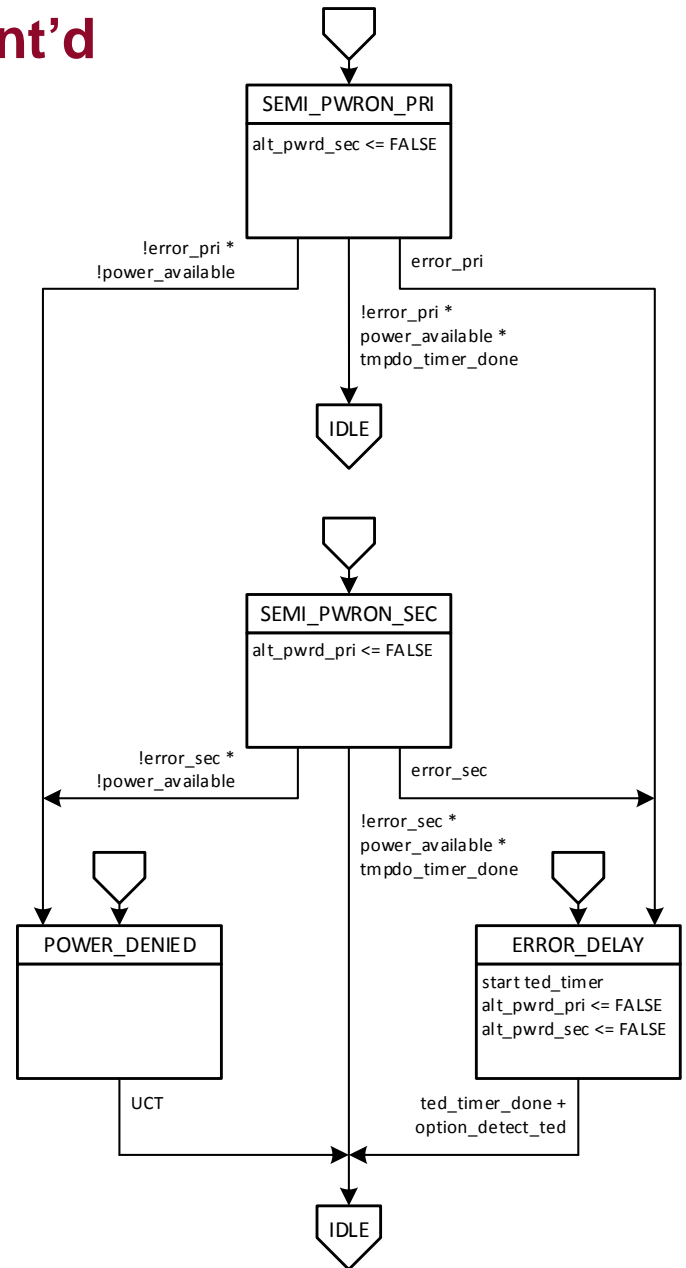 nt’d
SEMI_PWRON_PRI
alt_pwrd_sec <= FALSE
!error_pri *
!power_available
error_pri
!error_pri *
power_available *
tmpdo_timer_done
IDLE
SEMI_PWRON_SEC
alt_pwrd_pri <= FALSE
!error_sec *
!power_available
error_sec
!error_sec *
power_available *
tmpdo_timer_done
POWER_DENIED
ERROR_DELAY
start ted_timer
alt_pwrd_pri <= FALSE
alt_pwrd_sec <= FALSE
UCT
ted_timer_done +
option_detect_ted
IDLE